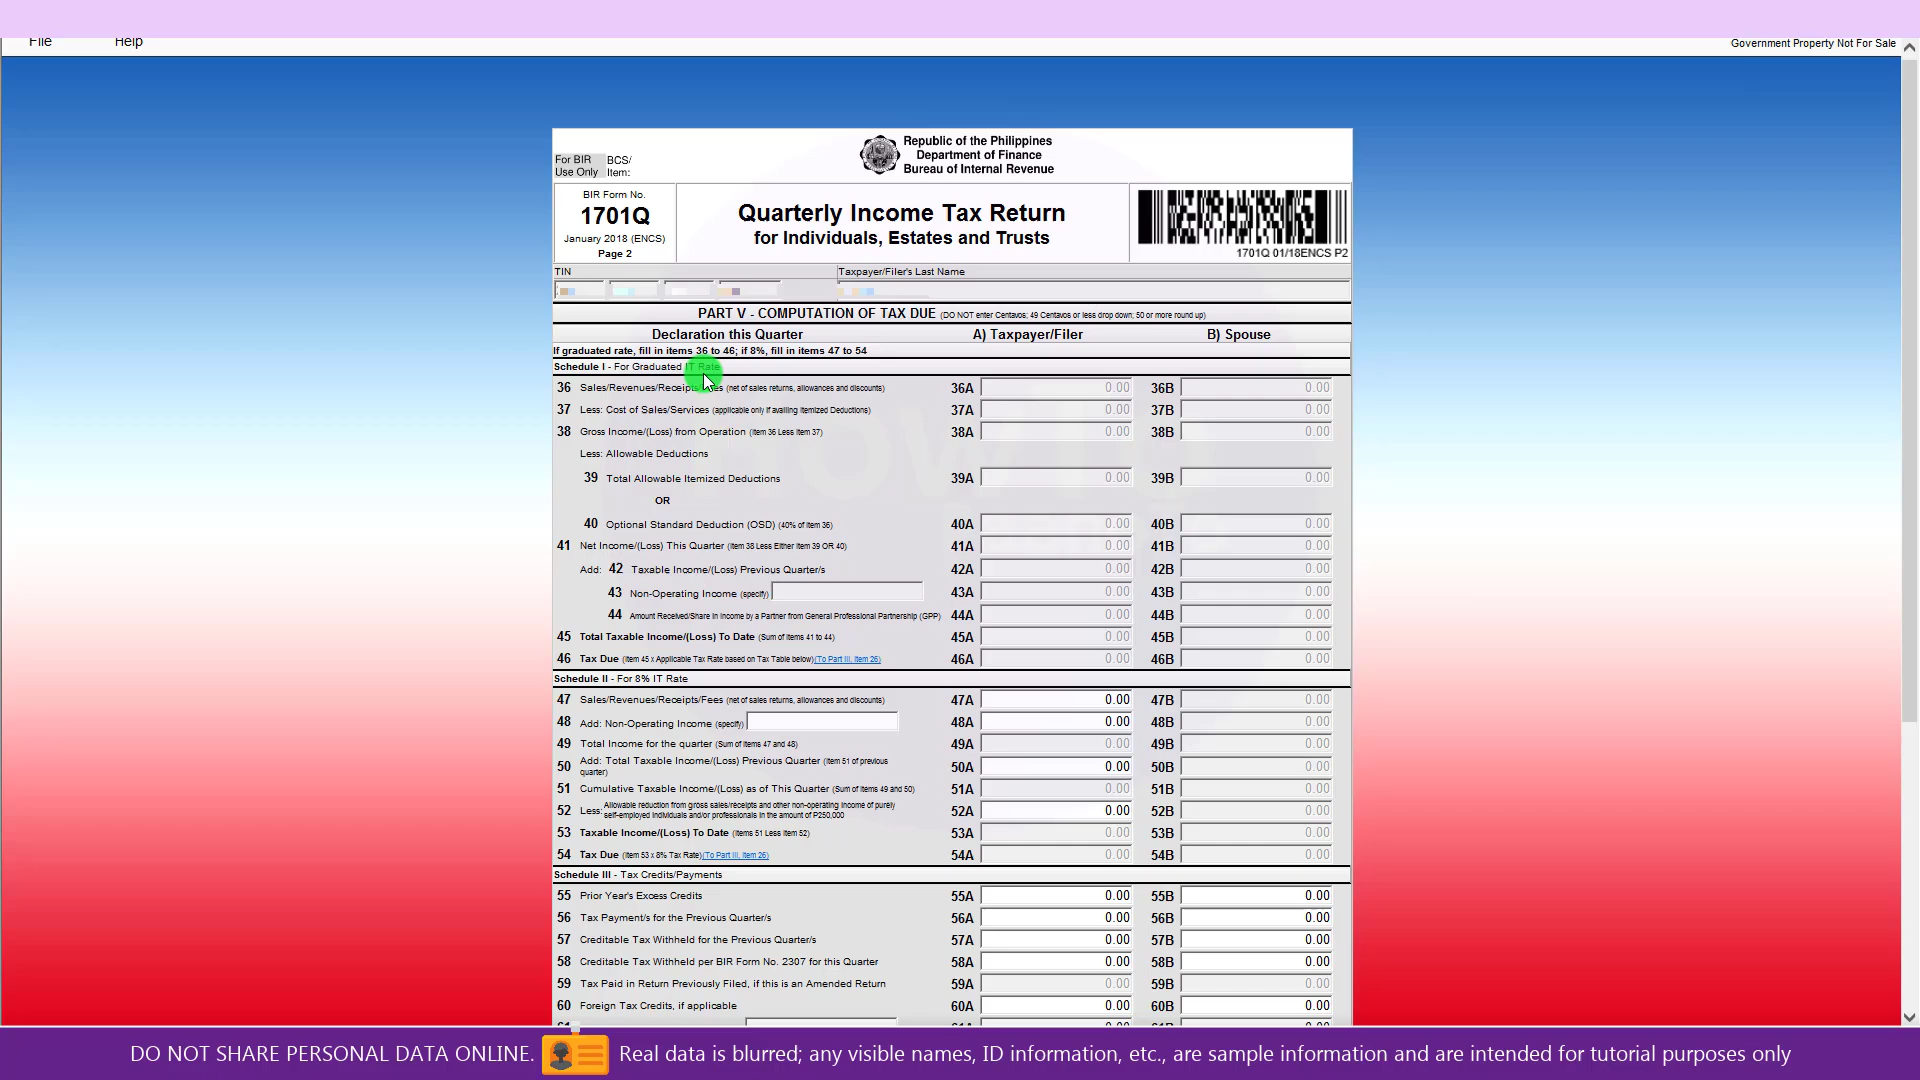 File Help
Government Property Not For Sale
Republic of the Philippines
Department of Finance
Bureau of Internal Revenue
For BIR Use Only
BCS/ Item:
BIR Form No.
1701Q
January 2018 (ENCS)
Page 2
Quarterly Income Tax Return
for Individuals, Estates and Trusts
1701Q 01/18ENCS P2
TIN Taxpayer/Filer's Last Name
PART V - COMPUTATION OF TAX DUE (DO NOT enter Centavos; 49 Centavos or less drop down; 50 or more round up)
Declaration this Quarter A) Taxpayer/Filer B) Spouse
If graduated rate, fill in items 36 to 46; if 8%, fill in items 47 to 54
Schedule I - For Graduated IT Rate
36 Sales/Revenues/Receipts/Fees (net of sales returns, allowances and discounts) 36A 0.00 36B 0.00
37 Less: Cost of Sales/Services (applicable only if availing Itemized Deductions) 37A 0.00 37B 0.00
38 Gross Income/(Loss) from Operation (Item 36 Less Item 37) 38A 0.00 38B 0.00
Less: Allowable Deductions
39 Total Allowable Itemized Deductions 39A 0.00 39B 0.00
OR
40 Optional Standard Deduction (OSD) (40% of Item 36) 40A 0.00 40B 0.00
41 Net Income/(Loss) This Quarter (Item 38 Less Either Item 39 OR 40) 41A 0.00 41B 0.00
Add: 42 Taxable Income/(Loss) Previous Quarter/s 42A 0.00 42B 0.00
43 Non-Operating Income (specify) 43A 0.00 43B 0.00
44 Amount Received/Share in Income by a Partner from General Professional Partnership (GPP) 44A 0.00 44B 0.00
45 Total Taxable Income/(Loss) To Date (Sum of Items 41 to 44) 45A 0.00 45B 0.00
46 Tax Due (Item 45 x Applicable Tax Rate based on Tax Table below) (To Part III, Item 26) 46A 0.00 46B 0.00
Schedule II - For 8% IT Rate
47 Sales/Revenues/Receipts/Fees (net of sales returns, allowances and discounts) 47A 0.00 47B 0.00
48 Add: Non-Operating Income (specify) 48A 0.00 48B 0.00
49 Total Income for the quarter (Sum of Items 47 and 48) 49A 0.00 49B 0.00
50 Add: Total Taxable Income/(Loss) Previous Quarter (Item 51 of previous quarter) 50A 0.00 50B 0.00
51 Cumulative Taxable Income/(Loss) as of This Quarter (Sum of Items 49 and 50) 51A 0.00 51B 0.00
52 Less: Allowable reduction from gross sales/receipts and other non-operating income of purely self-employed individuals and/or professionals in the amount of P250,000 52A 0.00 52B 0.00
53 Taxable Income/(Loss) To Date (Items 51 Less Item 52) 53A 0.00 53B 0.00
54 Tax Due (Item 53 x 8% Tax Rate) (To Part III, Item 26) 54A 0.00 54B 0.00
Schedule III - Tax Credits/Payments
55 Prior Year's Excess Credits 55A 0.00 55B 0.00
56 Tax Payment/s for the Previous Quarter/s 56A 0.00 56B 0.00
57 Creditable Tax Withheld for the Previous Quarter/s 57A 0.00 57B 0.00
58 Creditable Tax Withheld per BIR Form No. 2307 for this Quarter 58A 0.00 58B 0.00
59 Tax Paid in Return Previously Filed, if this is an Amended Return 59A 0.00 59B 0.00
60 Foreign Tax Credits, if applicable 60A 0.00 60B 0.00
DO NOT SHARE PERSONAL DATA ONLINE. Real data is blurred; any visible names, ID information, etc., are sample information and are intended for tutorial purposes only